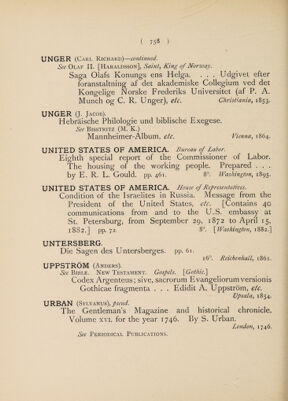 ( 758 )
UNGER (CARL RICHARD)—continued.
See OLAF II. [HARALDSSON], Saint, King of Norway.
Saga Olafs Konungs ens Helga. . . . Udgivet efter
foranstaltning af det akademiske Collegium ved det
Kongelige Norske Frederiks Universitet (af P. A.
Munch og C. R. Unger), etc. Christiania, 1853.
UNGER (J. JACOB).
Hebräische Philologie und biblische Exegese.
See BISTRITZ (M. K.)
Mannheimer-Album, etc. Vienna, 1864.
UNITED STATES OF AMERICA. Bureau of Labor.
Eighth special report of the Commissioner of Labor.
The housing of the working people. Prepared . . .
by E. R. L. Gould. pp. 461. 8°. Washington, 1895.
UNITED STATES OF AMERICA. House of Representatives.
Condition of the Israelites in Russia. Message from the
President of the United States, etc. [Contains 40
communications from and to the U.S. embassy at
St. Petersburg, from September 29, 1872 to April 15,
1882.] pp. 72. 8°. [Washington, 1882.]
UNTERSBERG.
Die Sagen des Untersberges. pp. 61.
16°. Reichenhall, 1861.
UPPSTRÖM (ANDERS).
See BIBLE. NEW TESTAMENT. Gospels. [Gothic.]
Codex Argenteus; sive, sacrorum Evangeliorum versionis
Gothicae fragmenta . . . Edidit A. Uppström, etc.
Upsala, 1854.
URBAN (SYLVANUS), pseud.
The Gentleman's Magazine and historical chronicle.
Volume XVI. for the year 1746. By S. Urban.
London, 1746.
See PERIODICAL PUBLICATIONS.